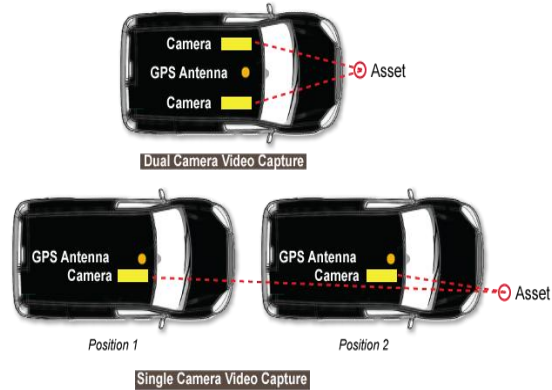 Camera
GPS Antenna
Asset
Camera
Dual Camera Video Capture
GPS Antenna
Camera
GPS Antenna
Camera
Asset
Position 1
Position 2
Single Camera Video Capture